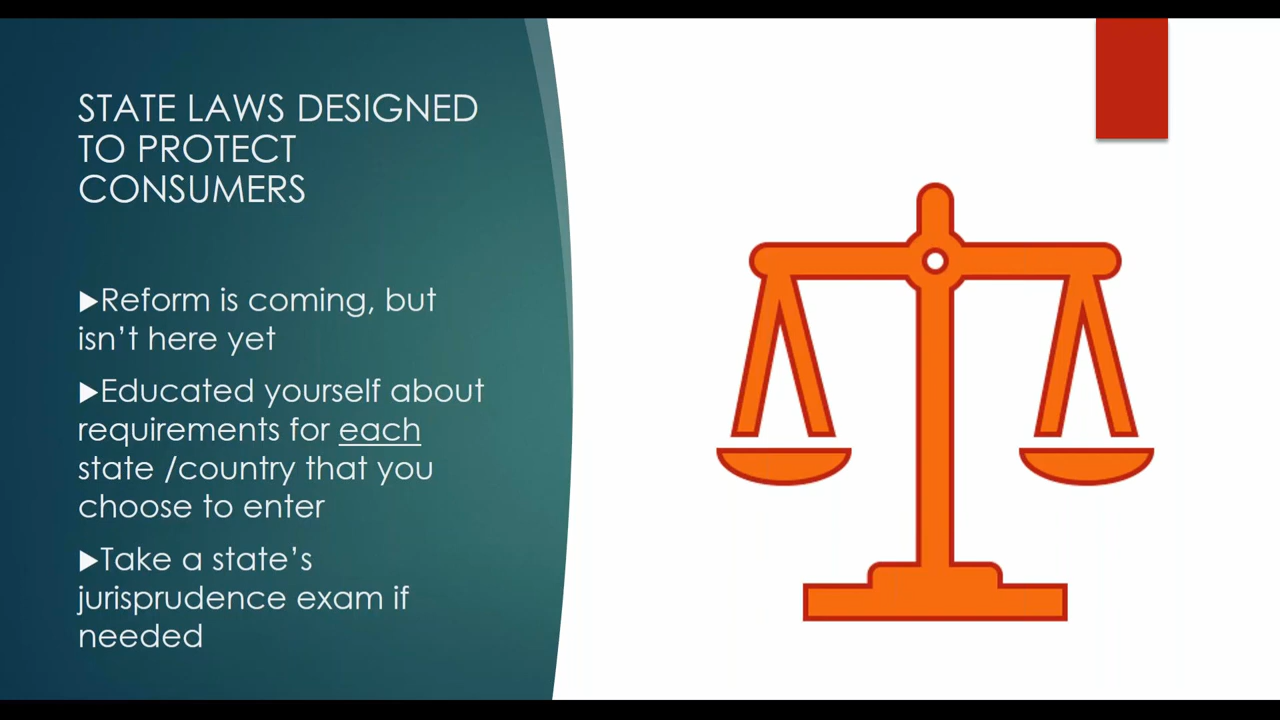 STATE LAWS DESIGNED
TO PROTECT
CONSUMERS
▶Reform is coming, but
isn’t here yet
▶Educated yourself about
requirements for each
state /country that you
choose to enter
▶Take a state’s
jurisprudence exam if
needed